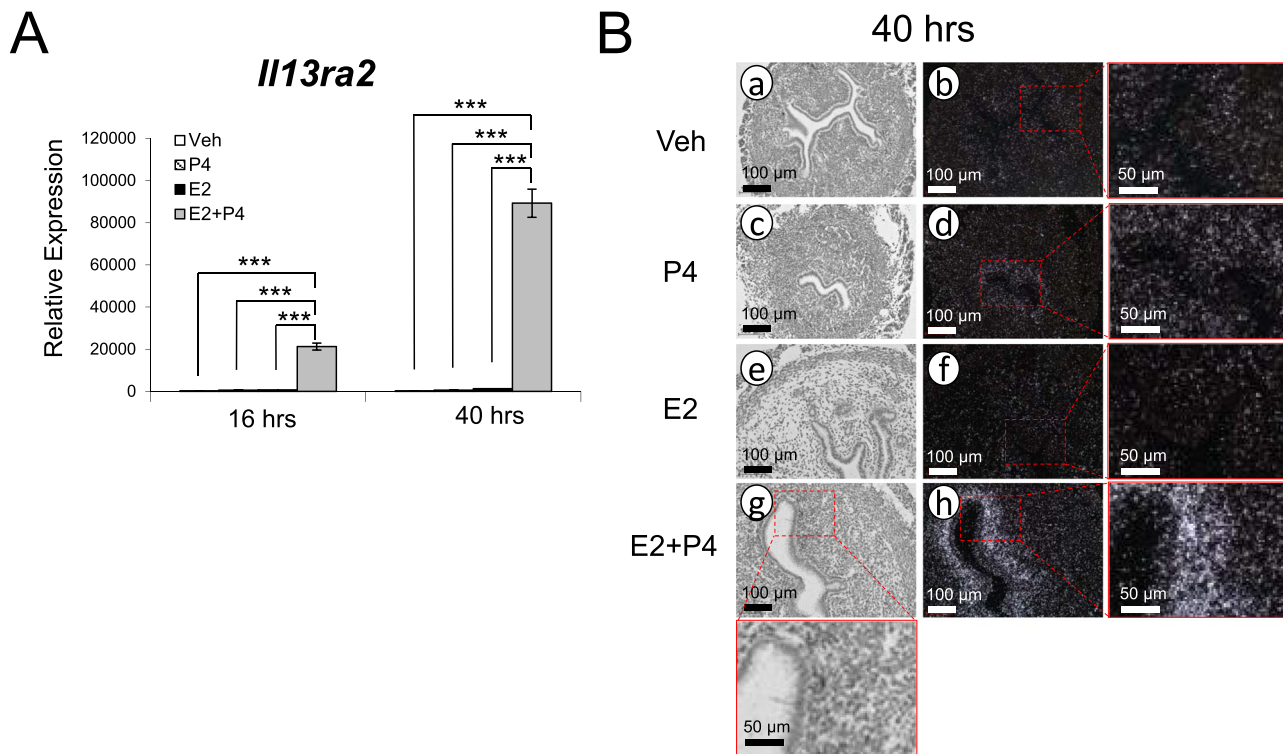 A
Il13ra2
Relative Expression
120000
100000
80000
60000
40000
20000
0
Veh
P4
E2
E2+P4
***
***
***
***
***
***
16 hrs
40 hrs
B
40 hrs
Veh
a
100 µm
b
100 µm
50 µm
P4
c
100 µm
d
100 µm
50 µm
E2
e
100 µm
f
100 µm
50 µm
E2+P4
g
100 µm
h
100 µm
50 µm
50 µm